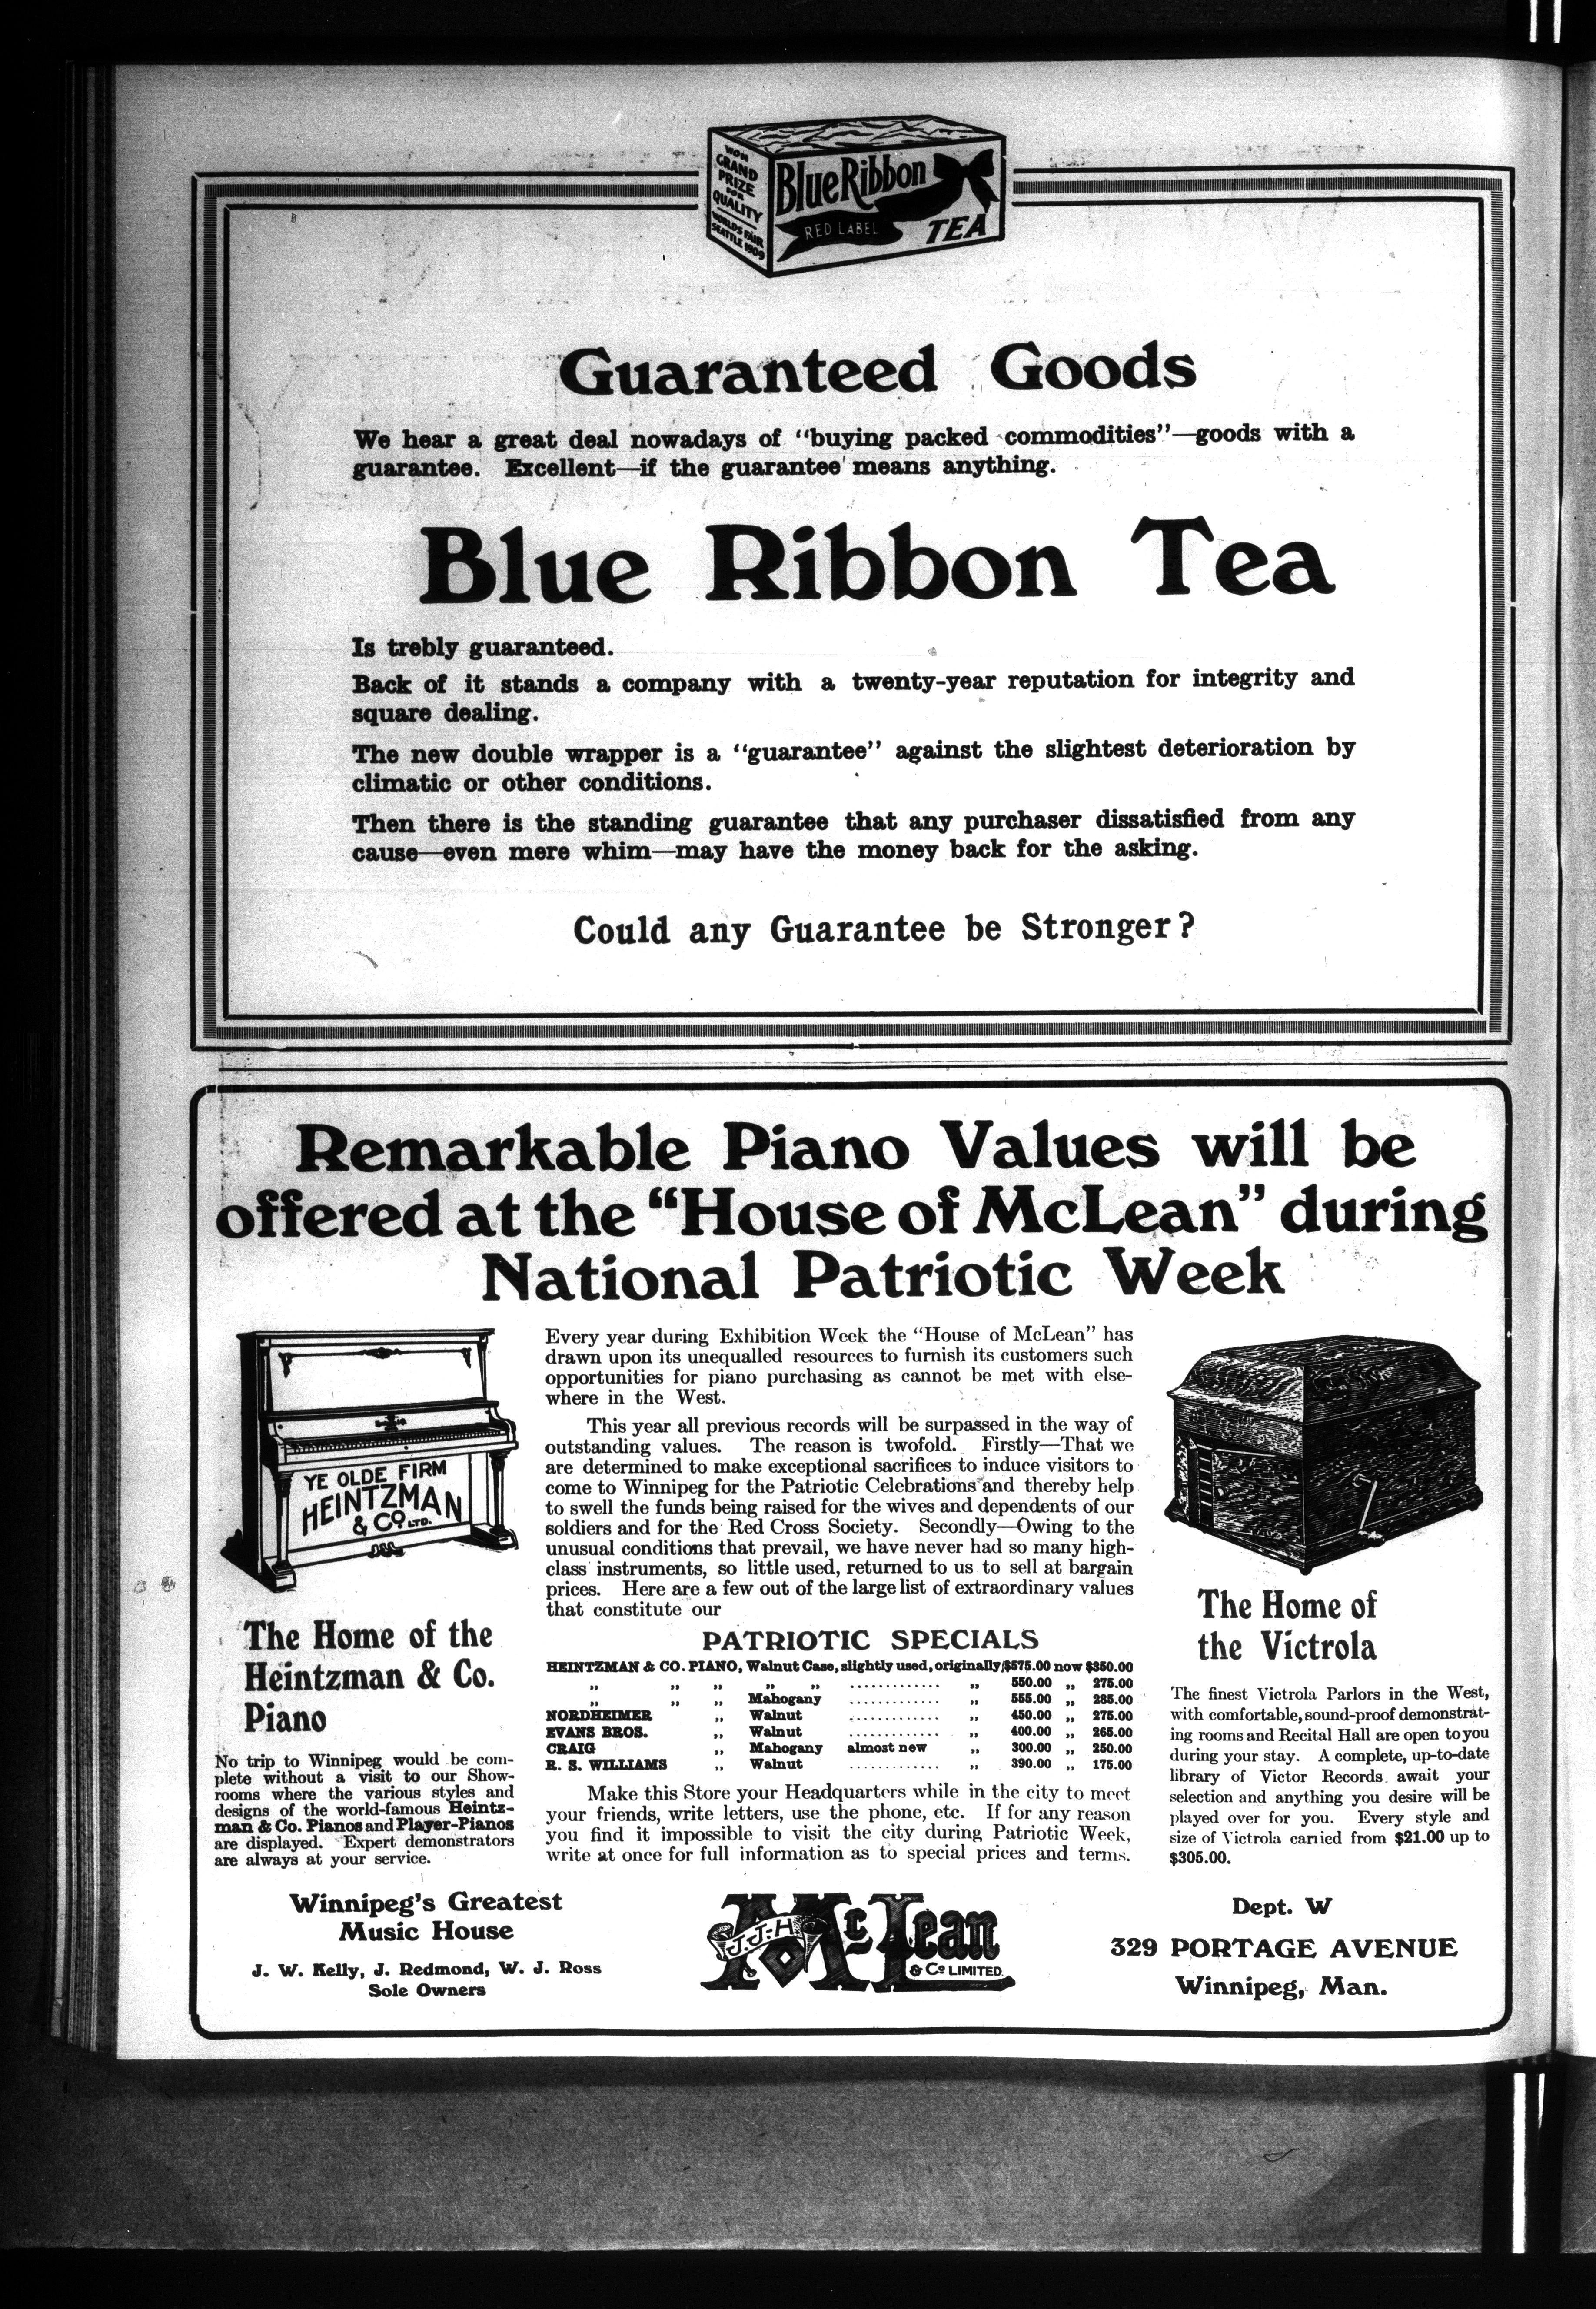 WON
GRAND
PRIZE
FOR
QUALITY
WORLDS FAIR
SEATTLE 1909
Blue Ribbon
RED LABEL
TEA
Guaranteed Goods
We hear a great deal nowadays of “buying packed commodities”—goods with a
guarantee. Excellent—if the guarantee means anything.
Blue Ribbon Tea
Is trebly guaranteed.
Back of it stands a company with a twenty-year reputation for integrity and
square dealing.
The new double wrapper is a “guarantee” against the slightest deterioration by
climatic or other conditions.
Then there is the standing guarantee that any purchaser dissatisfied from any
cause—even mere whim—may have the money back for the asking.
Could any Guarantee be Stronger?
Remarkable Piano Values will be
offered at the “House of McLean” during
National Patriotic Week
YE OLDE FIRM
HEINTZMAN
& CO. LTD.
The Home of the
Heintzman & Co.
Piano
No trip to Winnipeg would be com-
plete without a visit to our Show-
rooms where the various styles and
designs of the world-famous Heintz-
man & Co. Pianos and Player-Pianos
are displayed. Expert demonstrators
are always at your service.
Every year during Exhibition Week the “House of McLean” has
drawn upon its unequalled resources to furnish its customers such
opportunities for piano purchasing as cannot be met with else-
where in the West.
This year all previous records will be surpassed in the way of
outstanding values. The reason is twofold. Firstly—That we
are determined to make exceptional sacrifices to induce visitors to
come to Winnipeg for the Patriotic Celebrations and thereby help
to swell the funds being raised for the wives and dependents of our
soldiers and for the Red Cross Society. Secondly—Owing to the
unusual conditions that prevail, we have never had so many high-
class instruments, so little used, returned to us to sell at bargain
prices. Here are a few out of the large list of extraordinary values
that constitute our
PATRIOTIC SPECIALS
HEINTZMAN & CO. PIANO, Walnut Case, slightly used, originally $575.00 now $350.00
„ „ „ „ „ ............. „ 550.00 „ 275.00
„ „ „ Mahogany ............. „ 555.00 „ 285.00
NORDHEIMER „ Walnut ............. „ 450.00 „ 275.00
EVANS BROS. „ Walnut ............. „ 400.00 „ 265.00
CRAIG „ Mahogany almost new „ 300.00 „ 250.00
R. S. WILLIAMS „ Walnut ............. „ 390.00 „ 175.00
Make this Store your Headquarters while in the city to meet
your friends, write letters, use the phone, etc. If for any reason
you find it impossible to visit the city during Patriotic Week,
write at once for full information as to special prices and terms.
The Home of
the Victrola
The finest Victrola Parlors in the West,
with comfortable, sound-proof demonstrat-
ing rooms and Recital Hall are open to you
during your stay. A complete, up-to-date
library of Victor Records await your
selection and anything you desire will be
played over for you. Every style and
size of Victrola carried from $21.00 up to
$305.00.
Winnipeg's Greatest
Music House
J. W. Kelly, J. Redmond, W. J. Ross
Sole Owners
J.J.H. McLean
& Co LIMITED.
Dept. W
329 PORTAGE AVENUE
Winnipeg, Man.